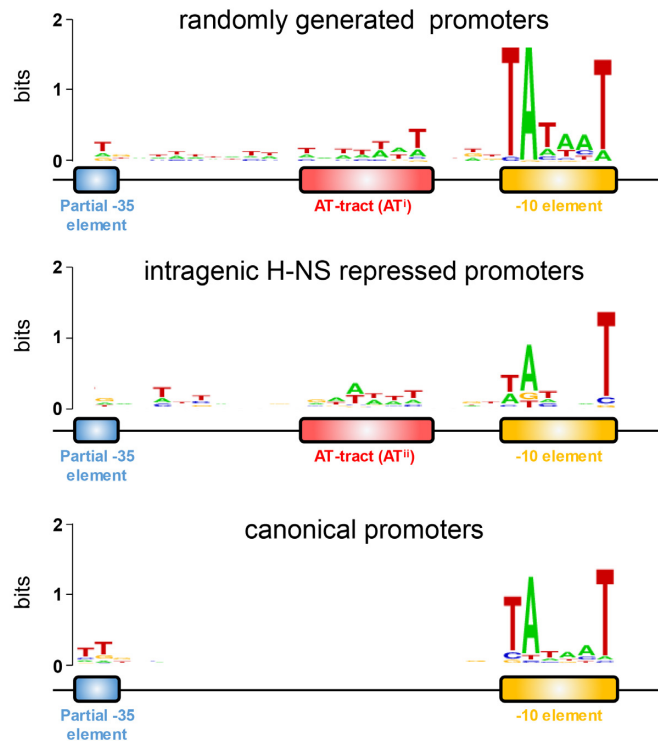 randomly generated promoters
2
1
0
bits
T A T A A T
Partial -35
element
AT-tract (ATⁱ)
-10 element
intragenic H-NS repressed promoters
2
1
0
bits
T A T T
Partial -35
element
AT-tract (ATⁱⁱ)
-10 element
canonical promoters
2
1
0
bits
T T
T A T A A T
Partial -35
element
-10 element